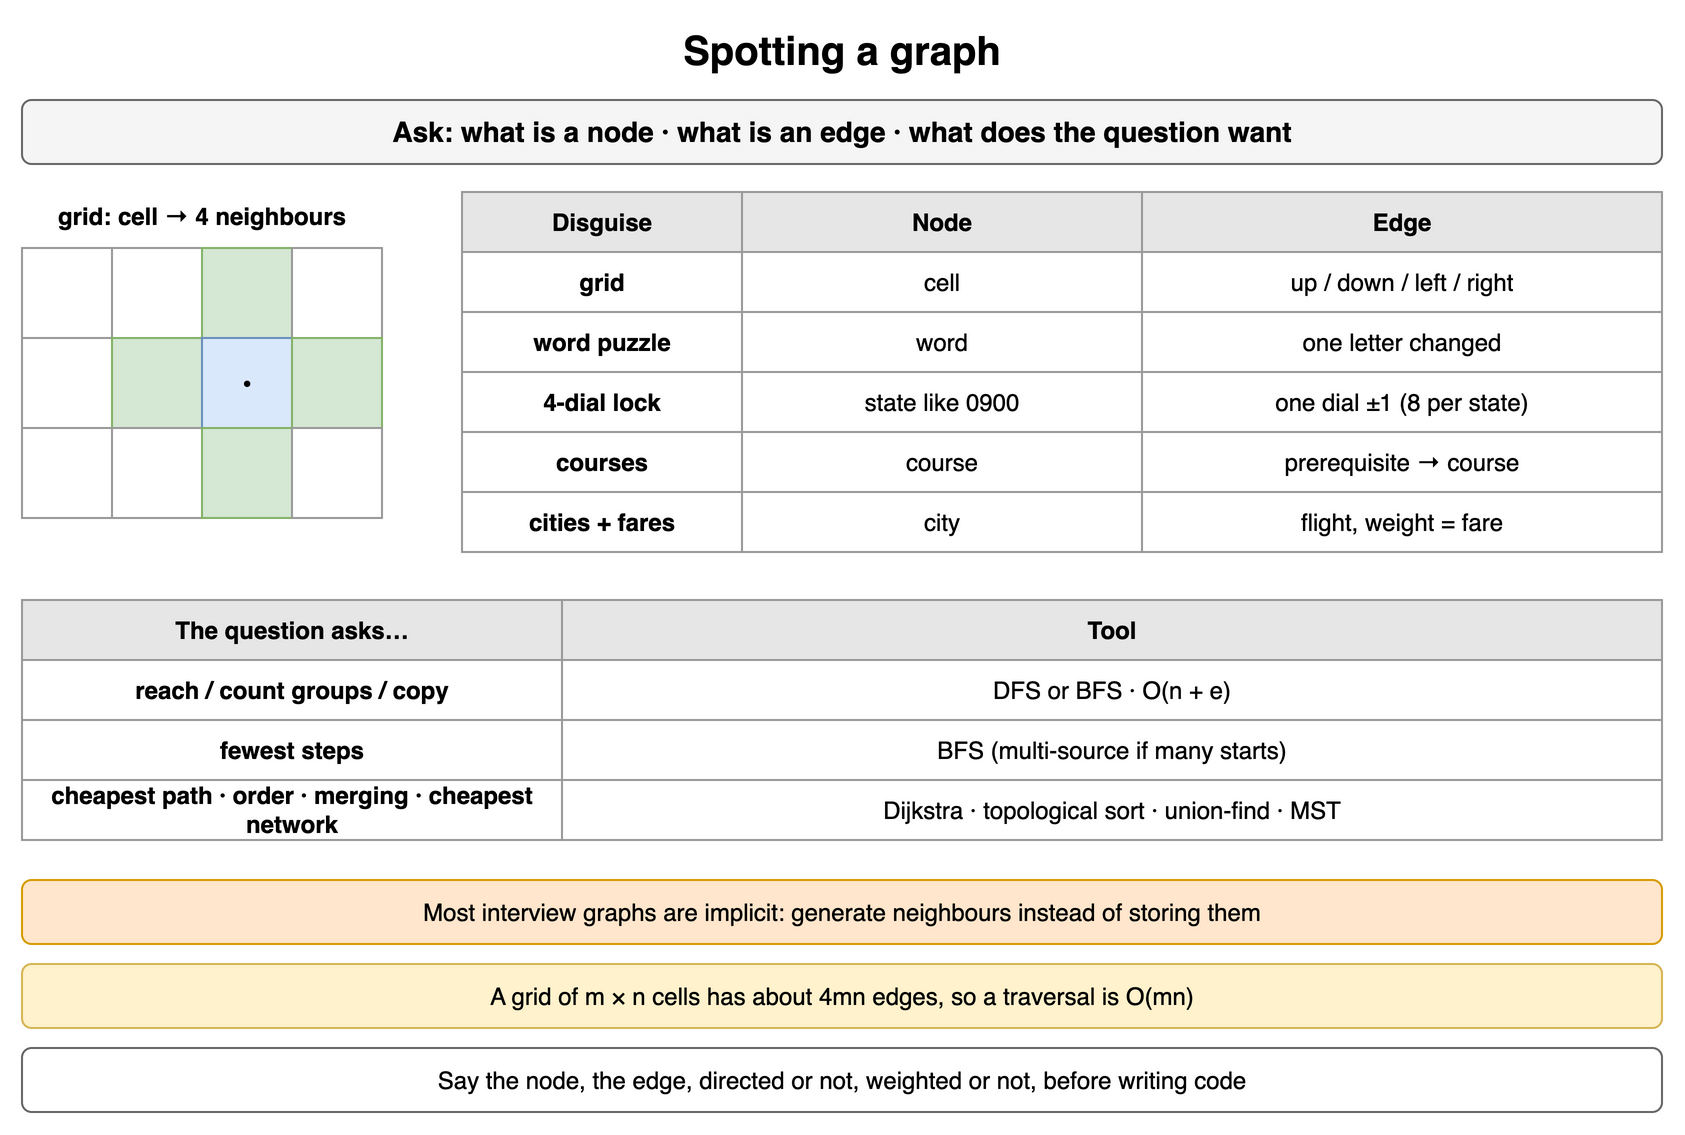 Spotting a graph
Ask: what is a node · what is an edge · what does the question want
grid: cell → 4 neighbours
Disguise Node Edge
grid cell up / down / left / right
word puzzle word one letter changed
4-dial lock state like 0900 one dial ±1 (8 per state)
courses course prerequisite → course
cities + fares city flight, weight = fare
The question asks... Tool
reach / count groups / copy DFS or BFS · O(n + e)
fewest steps BFS (multi-source if many starts)
cheapest path · order · merging · cheapest
network
Dijkstra · topological sort · union-find · MST
Most interview graphs are implicit: generate neighbours instead of storing them
A grid of m × n cells has about 4mn edges, so a traversal is O(mn)
Say the node, the edge, directed or not, weighted or not, before writing code